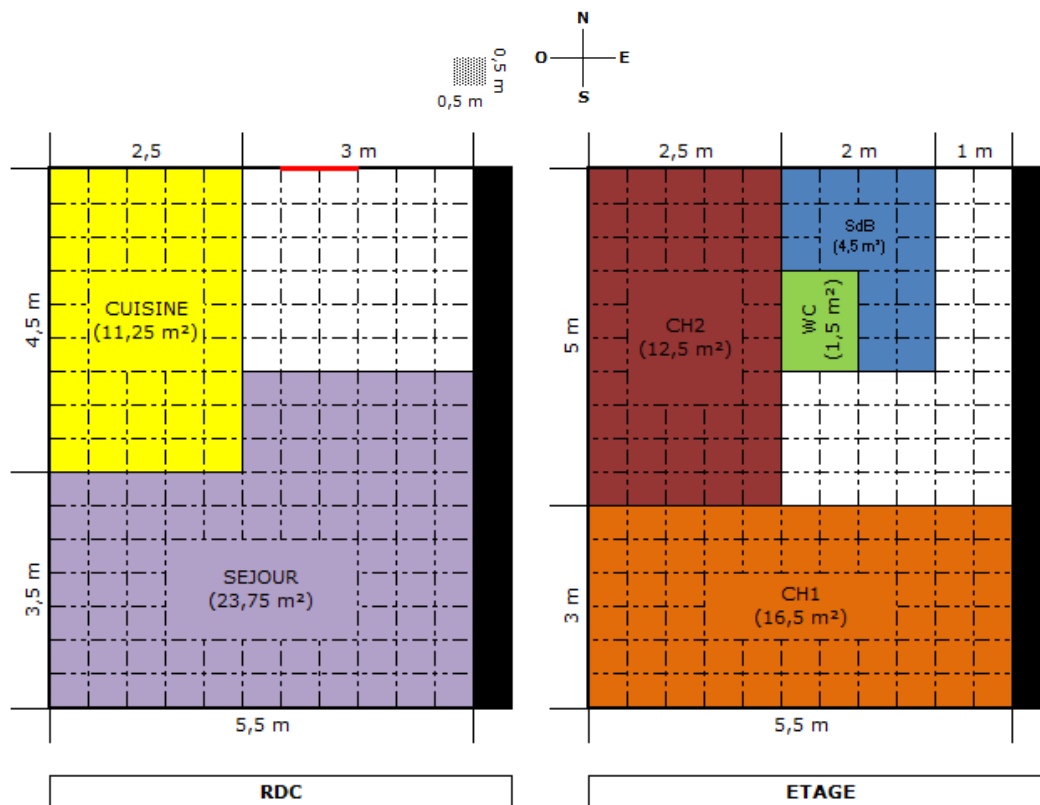 N
O E
S
0,5 m
0,5 m
2,5 3 m
4,5 m
3,5 m
CUISINE
(11,25 m²)
SEJOUR
(23,75 m²)
5,5 m
RDC
2,5 m 2 m 1 m
5 m
3 m
CH2
(12,5 m²)
SdB
(4,5 m²)
WC
(1,5 m²)
CH1
(16,5 m²)
5,5 m
ETAGE